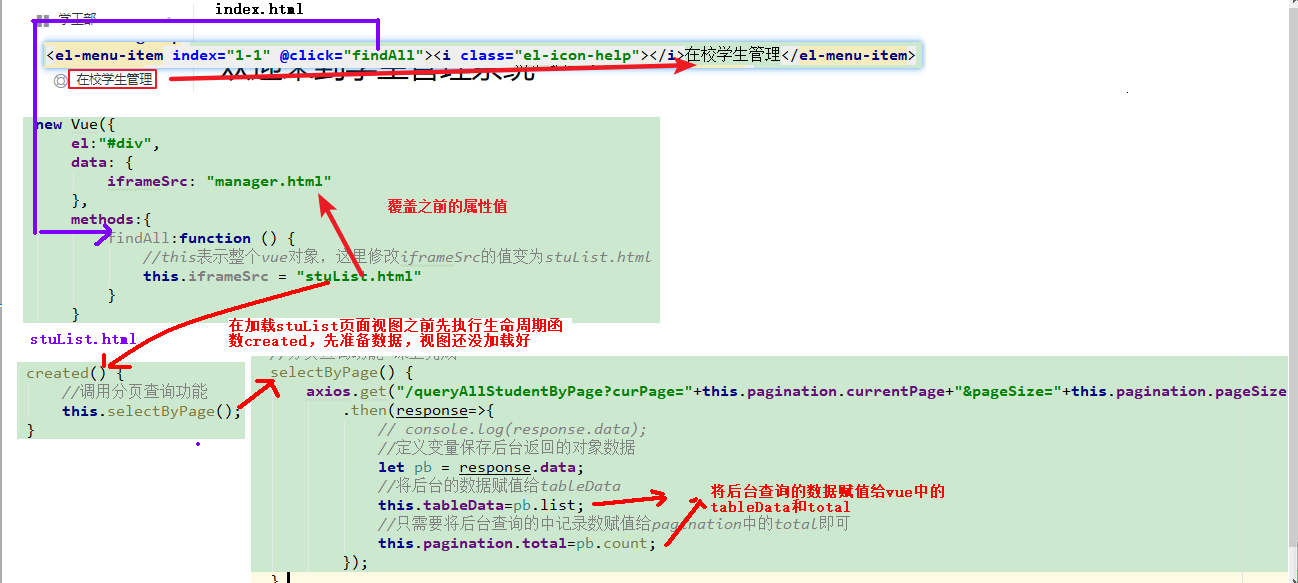 index.html
学工部
<el-menu-item index="1-1" @click="findAll"><i class="el-icon-help"></i>在校学生管理</el-menu-item>
在校学生管理
new Vue({
el:"#div",
data: {
iframeSrc: "manager.html"
},
覆盖之前的属性值
methods:{
findAll:function () {
//this表示整个vue对象，这里修改iframeSrc的值变为stuList.html
this.iframeSrc = "stuList.html"
}
}
在加载stuList页面视图之前先执行生命周期函
数created，先准备数据，视图还没加载好
stuList.html
created() {
//调用分页查询功能
this.selectByPage();
}
selectByPage() {
axios.get("/queryAllStudentByPage?curPage="+this.pagination.currentPage+"&pageSize="+this.pagination.pageSize
.then(response=>{
// console.log(response.data);
//定义变量保存后台返回的对象数据
let pb = response.data;
//将后台的数据赋值给tableData
this.tableData=pb.list;
将后台查询的数据赋值给vue中的
tableData和total
//只需要将后台查询的中记录数赋值给pagination中的total即可
this.pagination.total=pb.count;
});
}